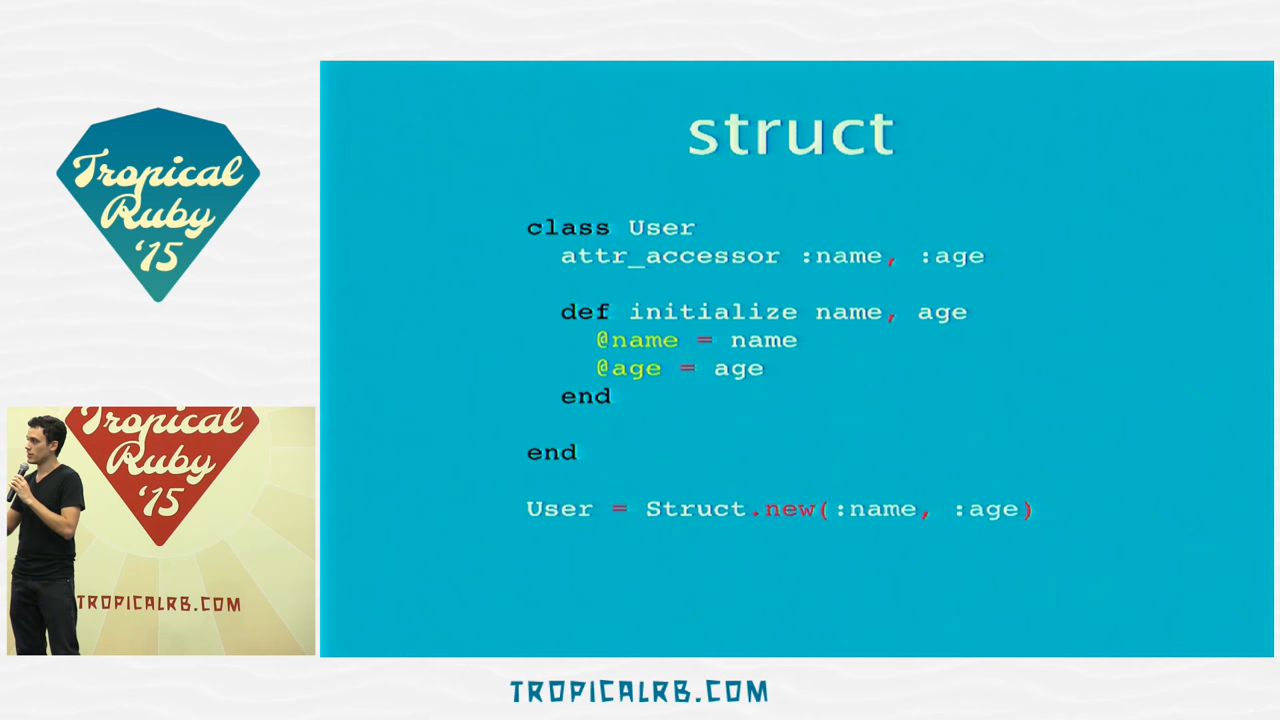 Tropical
Ruby
'15
struct
class User
  attr_accessor :name, :age
  def initialize name, age
    @name = name
    @age = age
  end
end
User = Struct.new(:name, :age)
Tropical
Ruby
'15
TROPICALRB.COM
TROPICALRB.COM